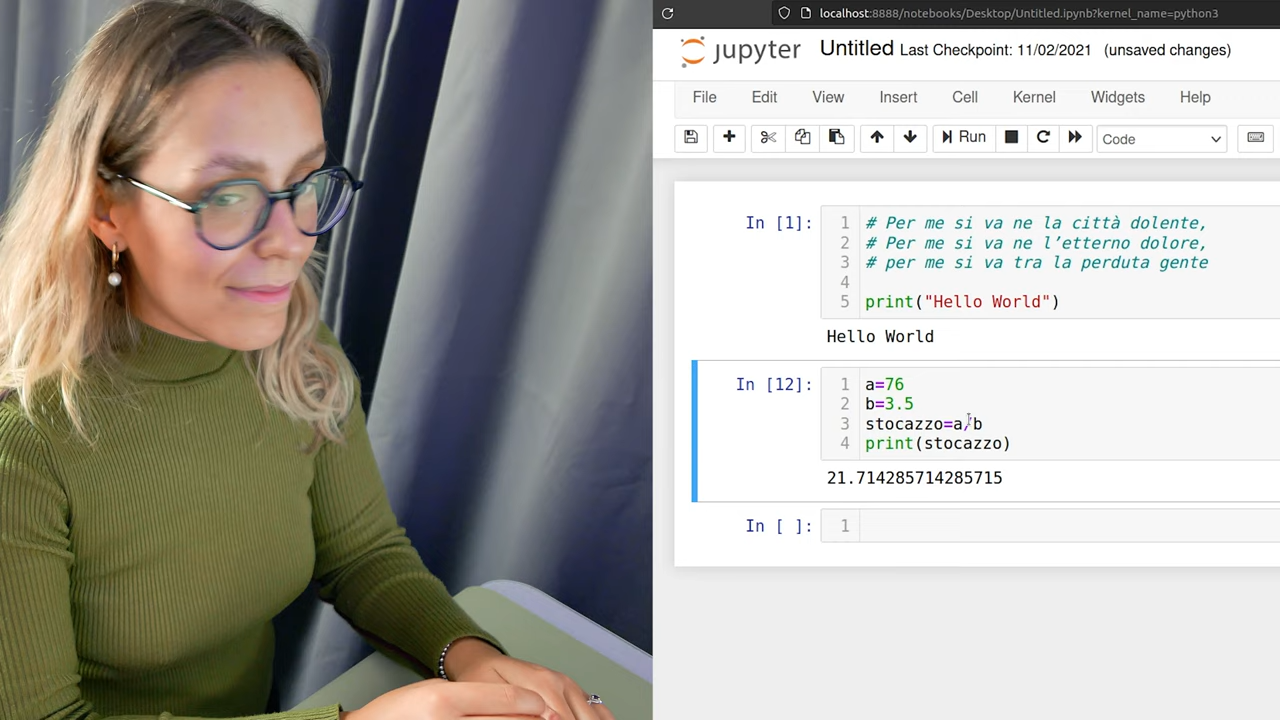 localhost:8888/notebooks/Desktop/Untitled.ipynb?kernel_name=python3
jupyter Untitled Last Checkpoint: 11/02/2021 (unsaved changes)
File Edit View Insert Cell Kernel Widgets Help
Run Code
In [1]:
1 # Per me si va ne la città dolente,
2 # Per me si va ne l’etterno dolore,
3 # per me si va tra la perduta gente
4
5 print("Hello World")
Hello World
In [12]:
1 a=76
2 b=3.5
3 stocazzo=a/b
4 print(stocazzo)
21.714285714285715
In [ ]:
1